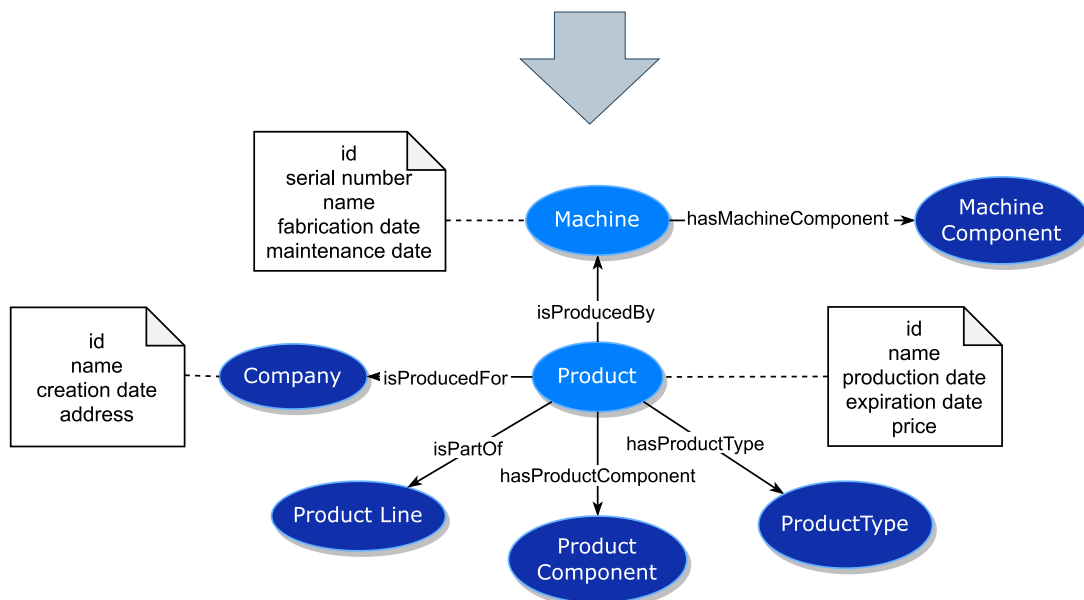 id
serial number
name
fabrication date
maintenance date
Machine
hasMachineComponent
Machine
Component
isProducedBy
id
name
creation date
address
Company
isProducedFor
Product
id
name
production date
expiration date
price
isPartOf
hasProductComponent
hasProductType
Product Line
Product
Component
ProductType